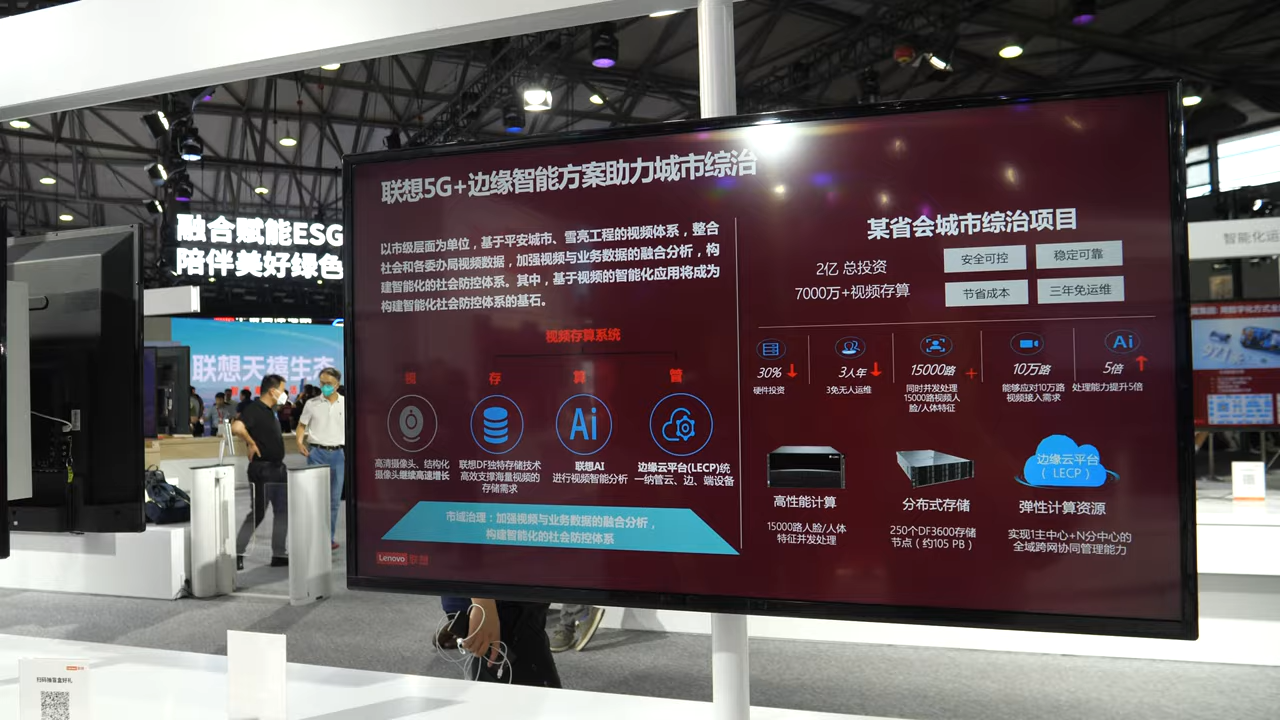 联想5G+边缘智能方案助力城市综治
以市级层面为单位，基于平安城市、雪亮工程的视频体系，整合
社会和各委办局视频数据，加强视频与业务数据的融合分析，构
建智能化的社会防控体系。其中，基于视频的智能化应用将成为
构建智能化社会防控体系的基石。
视频存算系统
镜
存
算
管
Ai
高清摄像头、结构化
摄像头继续高速增长
联想DF独特存储技术
高效支撑海量视频的
存储需求
联想AI
进行视频智能分析
边缘云平台(LECP)统
一纳管云、边、端设备
市域治理：加强视频与业务数据的融合分析，
构建智能化的社会防控体系
Lenovo 联想
某省会城市综治项目
2亿 总投资
7000万+视频存算
安全可控
稳定可靠
节省成本
三年免运维
30%
硬件投资
3人年
3免无人运维
15000路 +
同时并发处理
15000路视频人
脸/人体特征
10万路
能够应对10万路
视频接入需求
Ai
5倍
处理能力提升5倍
高性能计算
15000路人脸/人体
特征并发处理
分布式存储
250个DF3600存储
节点（约105 PB）
边缘云平台
（ LECP ）
弹性计算资源
实现1主中心+N分中心的
全域跨网协同管理能力
融合赋能ESG
陪伴美好绿色
联想天禧生态
智能化运
Lenovo